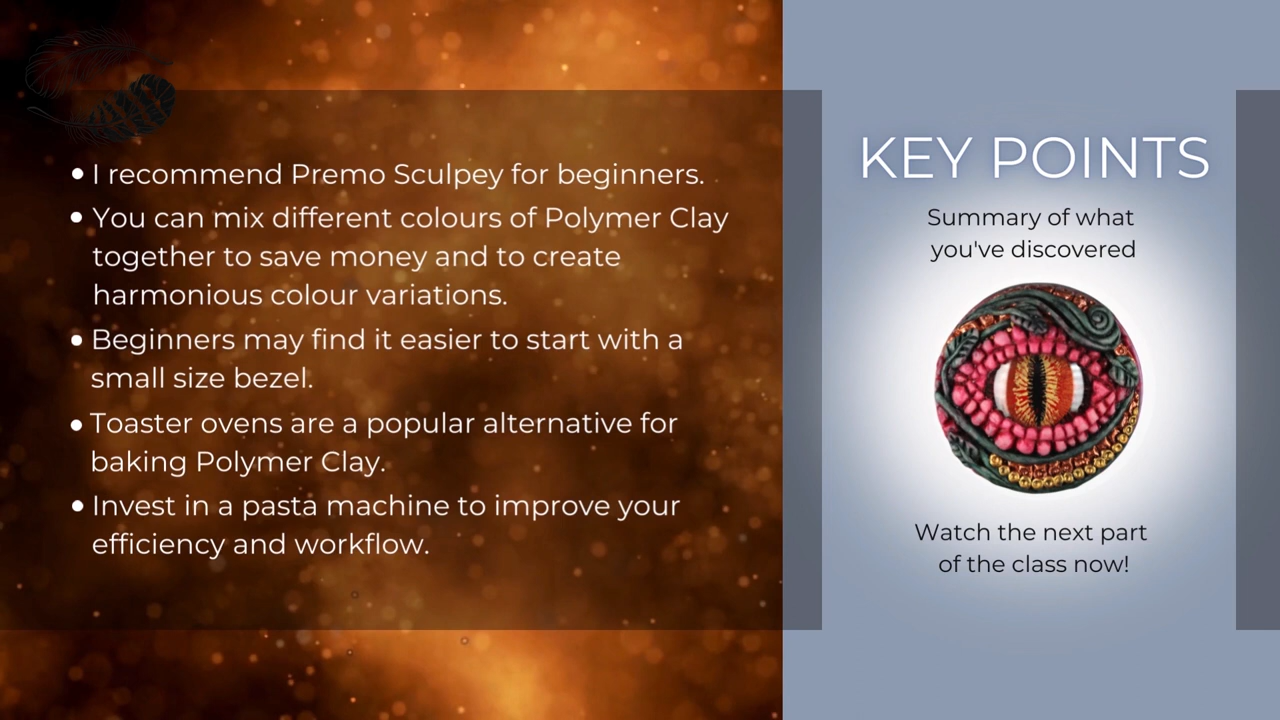 • I recommend Premo Sculpey for beginners.
• You can mix different colours of Polymer Clay
together to save money and to create
harmonious colour variations.
• Beginners may find it easier to start with a
small size bezel.
• Toaster ovens are a popular alternative for
baking Polymer Clay.
• Invest in a pasta machine to improve your
efficiency and workflow.
KEY POINTS
Summary of what
you've discovered
Watch the next part
of the class now!